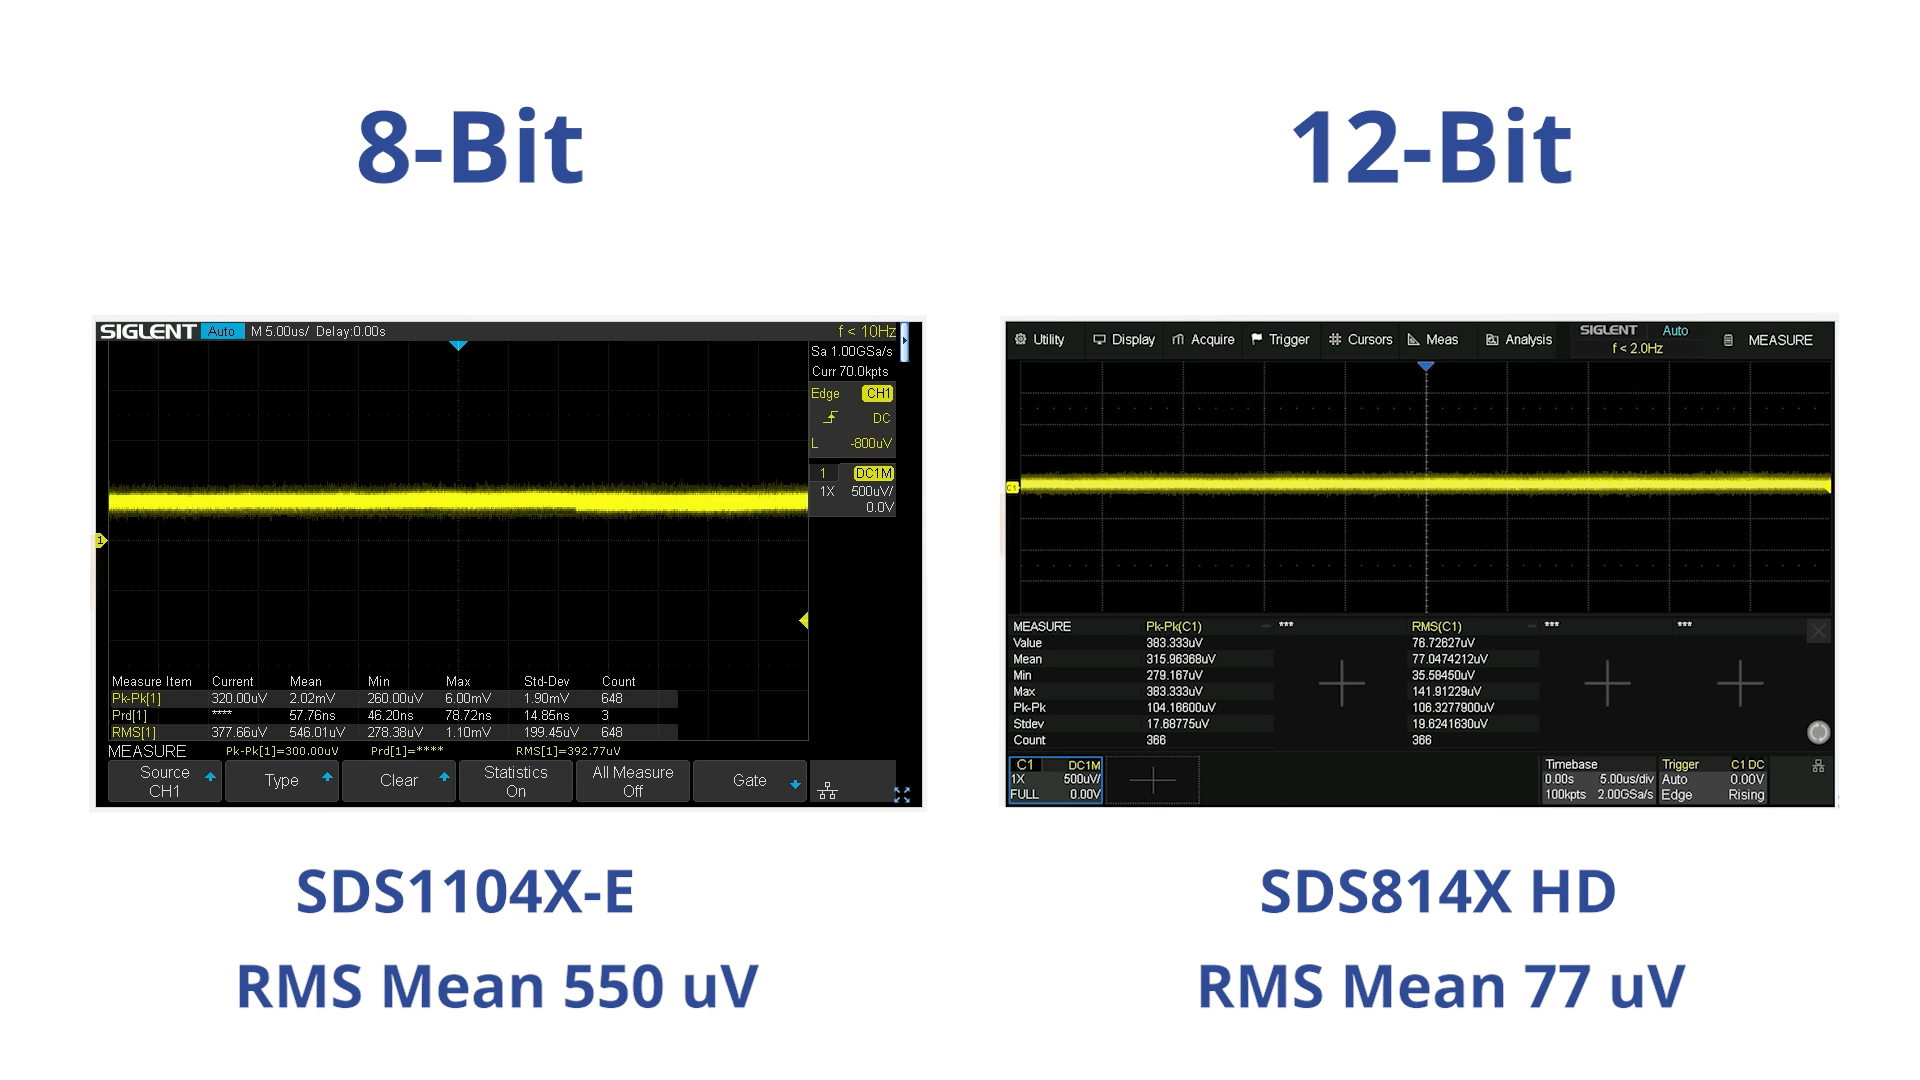 8-Bit
12-Bit
SIGLENT Auto M 5.00us/ Delay:0.00s f < 10Hz
Sa 1.00GSa/s
Curr 70.0kpts
Edge CH1
DC
L -800uV
1 DC1M
1X 500uV/
0.0V
1
Measure Item Current Mean Min Max Std-Dev Count
Pk-Pk[1] 320.00uV 2.02mV 260.00uV 6.00mV 1.90mV 648
Prd[1] **** 57.76ns 46.20ns 78.72ns 14.85ns 3
RMS[1] 377.66uV 546.01uV 278.38uV 1.10mV 199.45uV 648
MEASURE Pk-Pk[1]=300.00uV Prd[1]=**** RMS[1]=392.77uV
Source CH1
Type
Clear
Statistics On
All Measure Off
Gate
Utility Display Acquire Trigger Cursors Meas Analysis SIGLENT Auto MEASURE
f < 2.0Hz
C1
MEASURE Pk-Pk(C1) *** RMS(C1) *** ***
Value 383.333uV 76.72627uV
Mean 315.96368uV 77.0474212uV
Min 279.167uV 35.58450uV
Max 383.333uV 141.91229uV
Pk-Pk 104.16600uV 106.3277900uV
Stdev 17.68775uV 19.6241630uV
Count 366 366
C1 DC1M Timebase Trigger C1 DC
1X 500uV/ 0.00s 5.00us/div Auto 0.00V
FULL 0.00V 100kpts 2.00GSa/s Edge Rising
SDS1104X-E
SDS814X HD
RMS Mean 550 uV
RMS Mean 77 uV